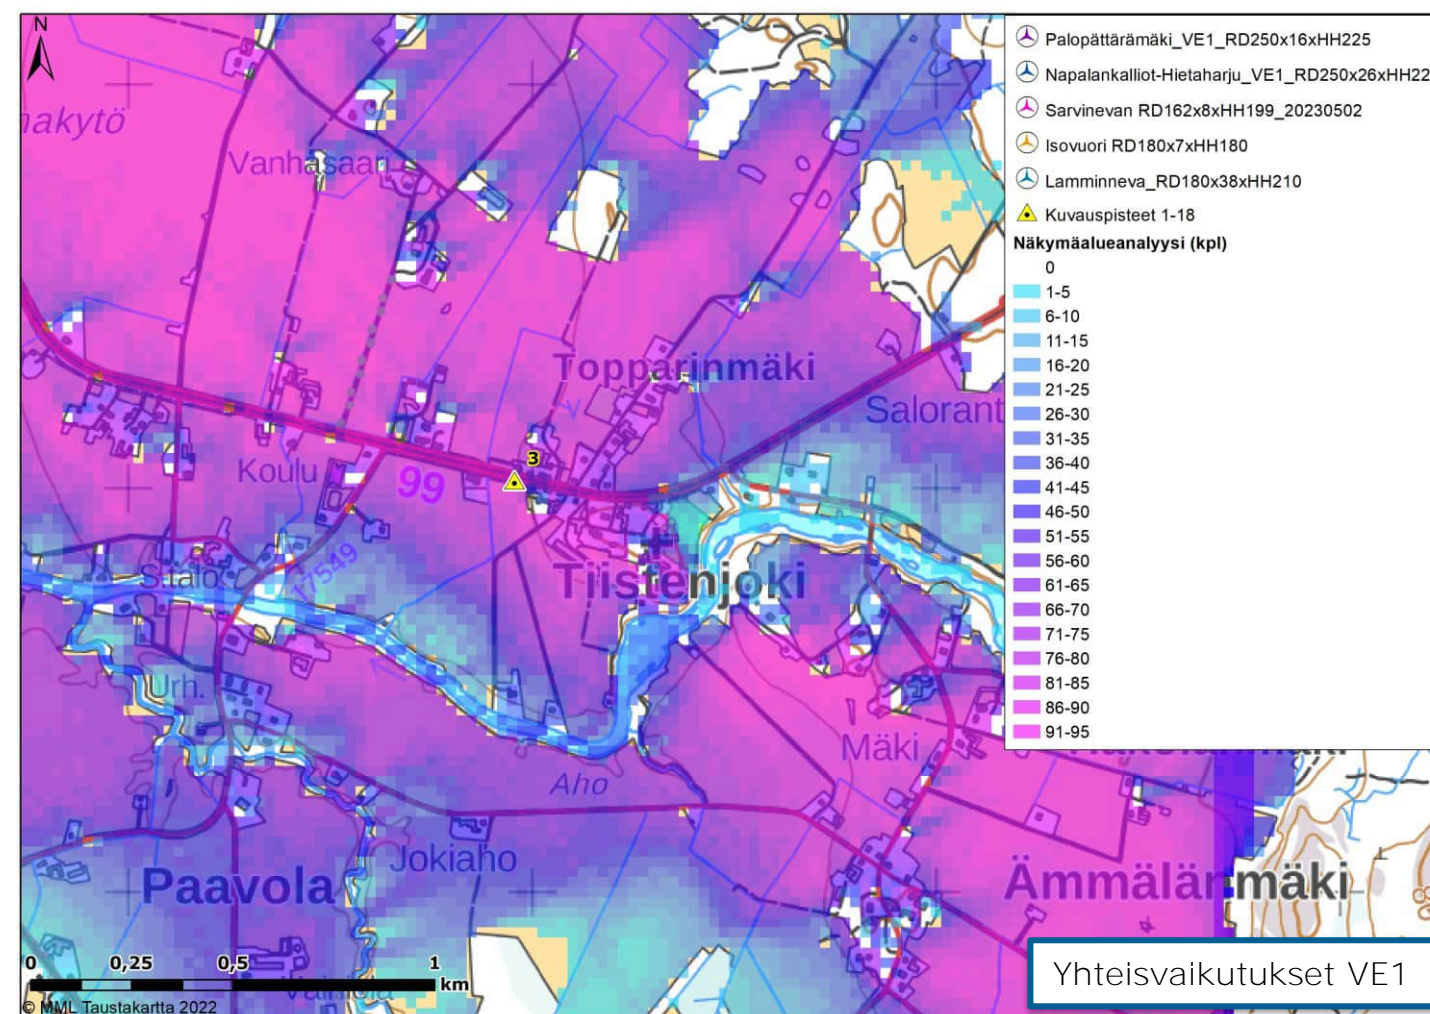 N
Palopättärämäki_VE1_RD250x16xHH225
Napalankalliot-Hietaharju_VE1_RD250x26xHH22
Sarvinevan RD162x8xHH199_20230502
Isovuori RD180x7xHH180
Lamminneva_RD180x38xHH210
Kuvauspisteet 1-18
Näkymäalueanalyysi (kpl)
0
1-5
6-10
11-15
16-20
21-25
26-30
31-35
36-40
41-45
46-50
51-55
56-60
61-65
66-70
71-75
76-80
81-85
86-90
91-95
nakytö
Vanhasaari
Topparinmäki
Salorant
Koulu
99
3
17549
S.talo
Tiistenjoki
Urh.
Mäki
Aho
Jokiaho
Paavola
Ämmälänmäki
0 0,25 0,5 1
km
© MML Taustakartta 2022
Yhteisvaikutukset VE1